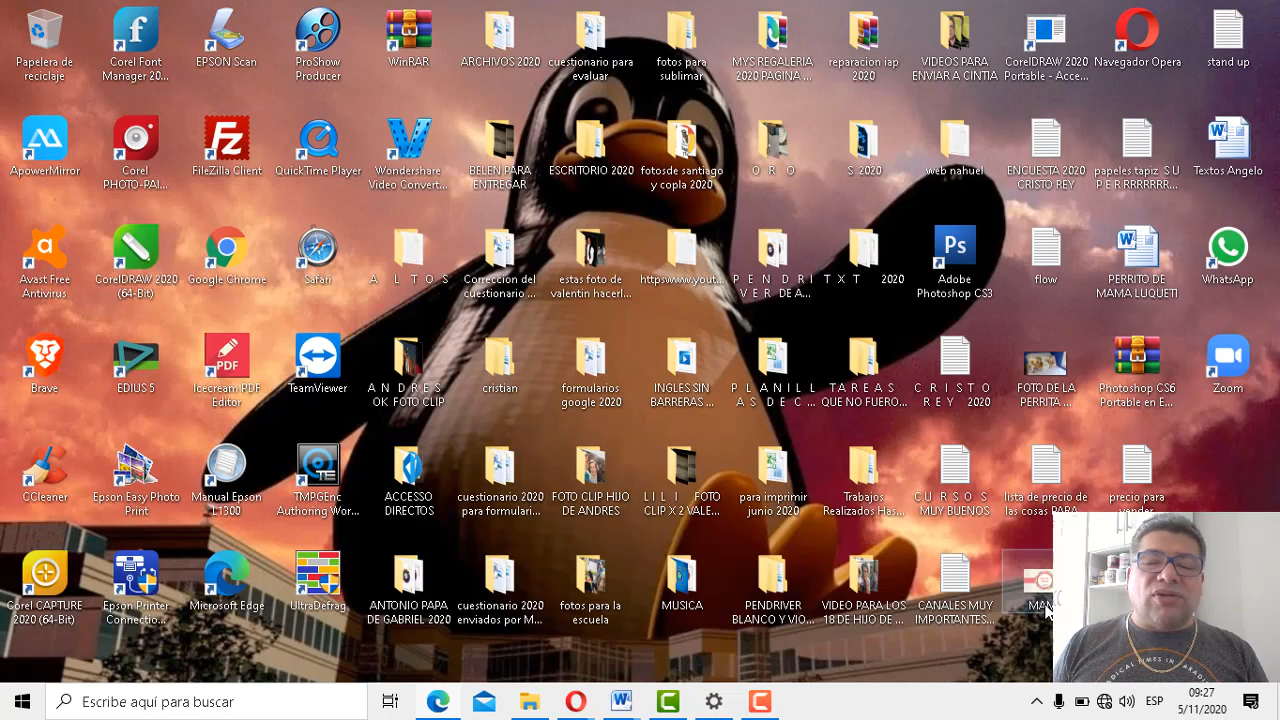 Papelera de
reciclaje
Corel Font
Manager 20...
EPSON Scan
ProShow
Producer
WinRAR
ARCHIVOS 2020
cuestionario para
evaluar
fotos para
sublimar
MYS REGALERIA
2020 PAGINA ...
reparacion iap
2020
VIDEOS PARA
ENVIAR A CINTIA
CorelDRAW 2020
Portable - Acce...
Navegador Opera
stand up
ApowerMirror
Corel
PHOTO-PAI...
FileZilla Client
QuickTime Player
Wondershare
Video Convert...
BELEN PARA
ENTREGAR
ESCRITORIO 2020
fotosde santiago
y copla 2020
O R O
S 2020
web nahuel
ENCUESTA 2020
CRISTO REY
papeles tapiz S U
P E R RRRRRRR...
Textos Angelo
Avast Free
Antivirus
CorelDRAW 2020
(64-Bit)
Google Chrome
Safari
A L T O S
Correccion del
cuestionario ...
estas foto de
valentin hacerl...
httpswww.yout...
P E N D R I
V E R DE A...
T X T 2020
Adobe
Photoshop CS3
flow
PERRITO DE
MAMA LUQUETI
WhatsApp
Brave
EDIUS 5
Icecream PDF
Editor
TeamViewer
A N D R E S
OK FOTO CLIP
cristian
formularios
google 2020
INGLES SIN
BARRERAS ...
P L A N I L L
A S D E C ...
T A R E A S
QUE NO FUERO...
C R I S T O
R E Y 2020
FOTO DE LA
PERRITA ...
Photoshop CS6
Portable en E...
Zoom
CCleaner
Epson Easy Photo
Print
Manual Epson
L1300
TMPGEnc
Authoring Wor...
ACCESSO
DIRECTOS
cuestionario 2020
para formulari...
FOTO CLIP HIJO
DE ANDRES
L I L I FOTO
CLIP X 2 VALE...
para imprimir
junio 2020
Trabajos
Realizados Has...
C U R S O S
MUY BUENOS
lista de precio de
las cosas PARA
precio para
vender
Corel CAPTURE
2020 (64-Bit)
Epson Printer
Connectio...
Microsoft Edge
UltraDefrag
ANTONIO PAPA
DE GABRIEL 2020
cuestionario 2020
enviados por M...
fotos para la
escuela
MUSICA
PENDRIVER
BLANCO Y VIO...
VIDEO PARA LOS
18 DE HIJO DE ...
CANALES MUY
IMPORTANTES...
Escribe aquí para buscar
ESP
09:27
5/11/2020